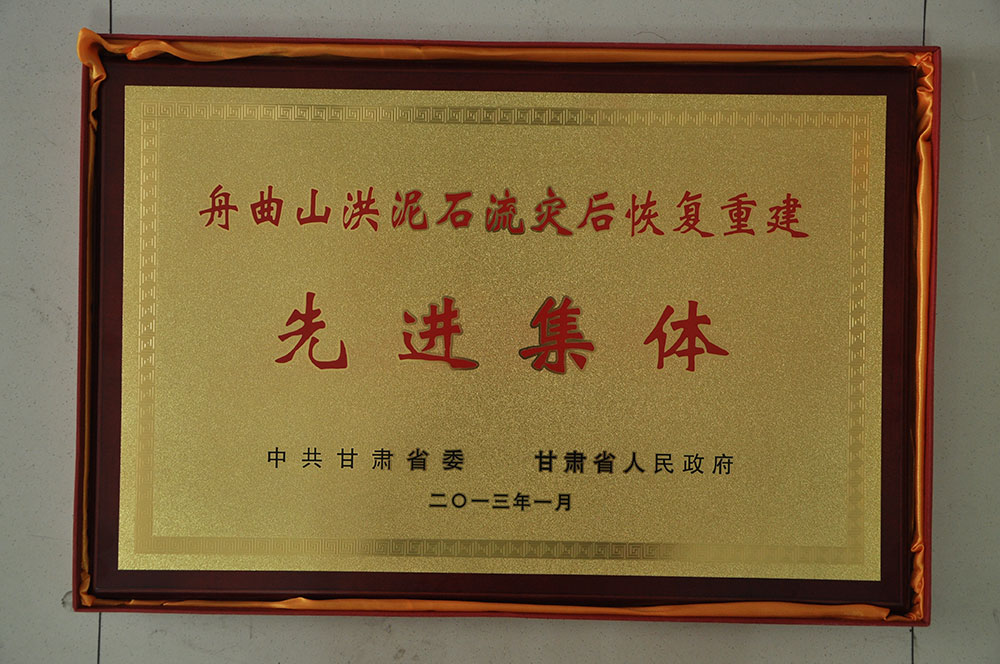 舟曲山洪泥石流灾后恢复重建
先进集体
中共甘肃省委 甘肃省人民政府
二〇一三年一月